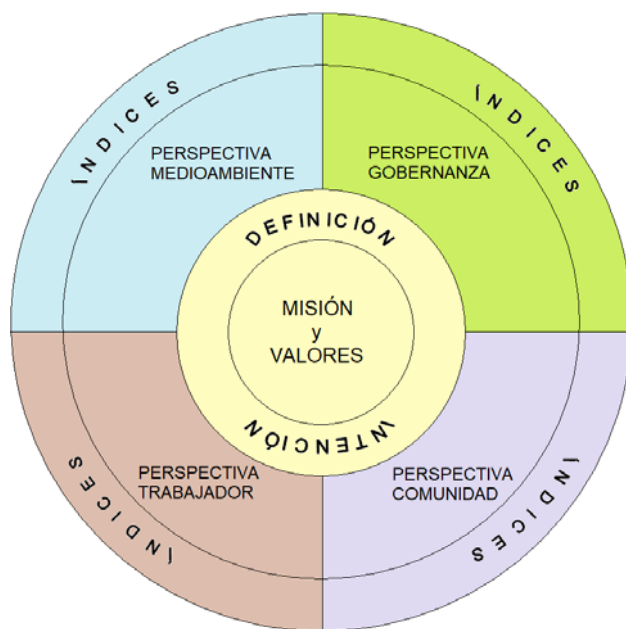 ÍNDICES
ÍNDICES
PERSPECTIVA
MEDIOAMBIENTE
PERSPECTIVA
GOBERNANZA
DEFINICIÓN
MISIÓN
y
VALORES
INTENCIÓN
PERSPECTIVA
TRABAJADOR
PERSPECTIVA
COMUNIDAD
ÍNDICES
ÍNDICES